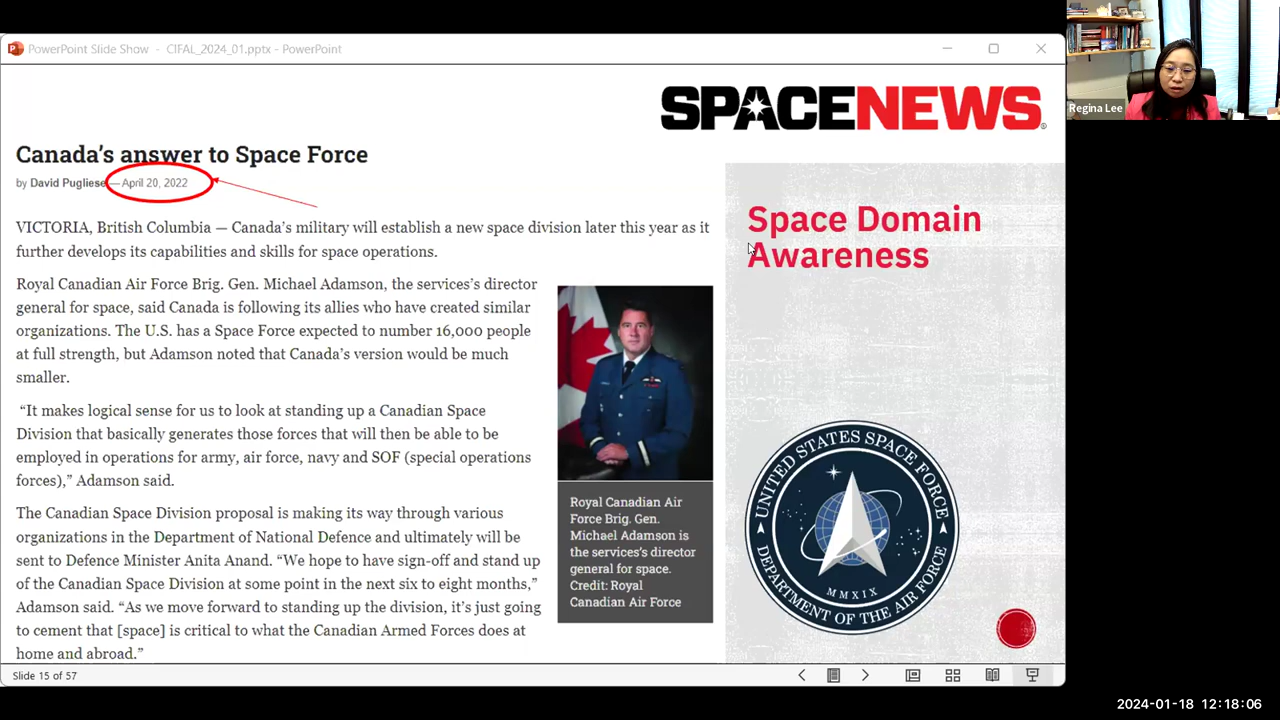 PowerPoint Slide Show - CIFAL_2024_01.pptx - PowerPoint
Regina Lee
SPACENEWS®
Canada’s answer to Space Force
by David Pugliese — April 20, 2022
VICTORIA, British Columbia — Canada’s military will establish a new space division later this year as it
further develops its capabilities and skills for space operations.
Royal Canadian Air Force Brig. Gen. Michael Adamson, the services’s director
general for space, said Canada is following its allies who have created similar
organizations. The U.S. has a Space Force expected to number 16,000 people
at full strength, but Adamson noted that Canada’s version would be much
smaller.
“It makes logical sense for us to look at standing up a Canadian Space
Division that basically generates those forces that will then be able to be
employed in operations for army, air force, navy and SOF (special operations
forces),” Adamson said.
The Canadian Space Division proposal is making its way through various
organizations in the Department of National Defence and ultimately will be
sent to Defence Minister Anita Anand. “We hope to have sign-off and stand up
of the Canadian Space Division at some point in the next six to eight months,”
Adamson said. “As we move forward to standing up the division, it’s just going
to cement that [space] is critical to what the Canadian Armed Forces does at
home and abroad.”
Royal Canadian Air
Force Brig. Gen.
Michael Adamson is
the services’s director
general for space.
Credit: Royal
Canadian Air Force
Space Domain
Awareness
UNITED STATES SPACE FORCE
MMXIX
DEPARTMENT OF THE AIR FORCE
Slide 15 of 57
2024-01-18 12:18:06